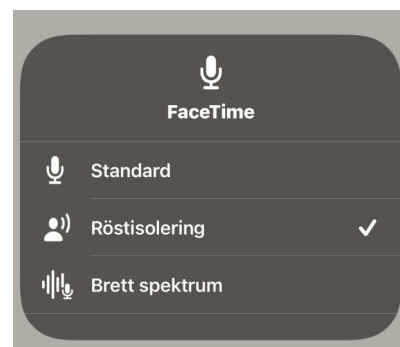 FaceTime
Standard
Röstisolering
Brett spektrum